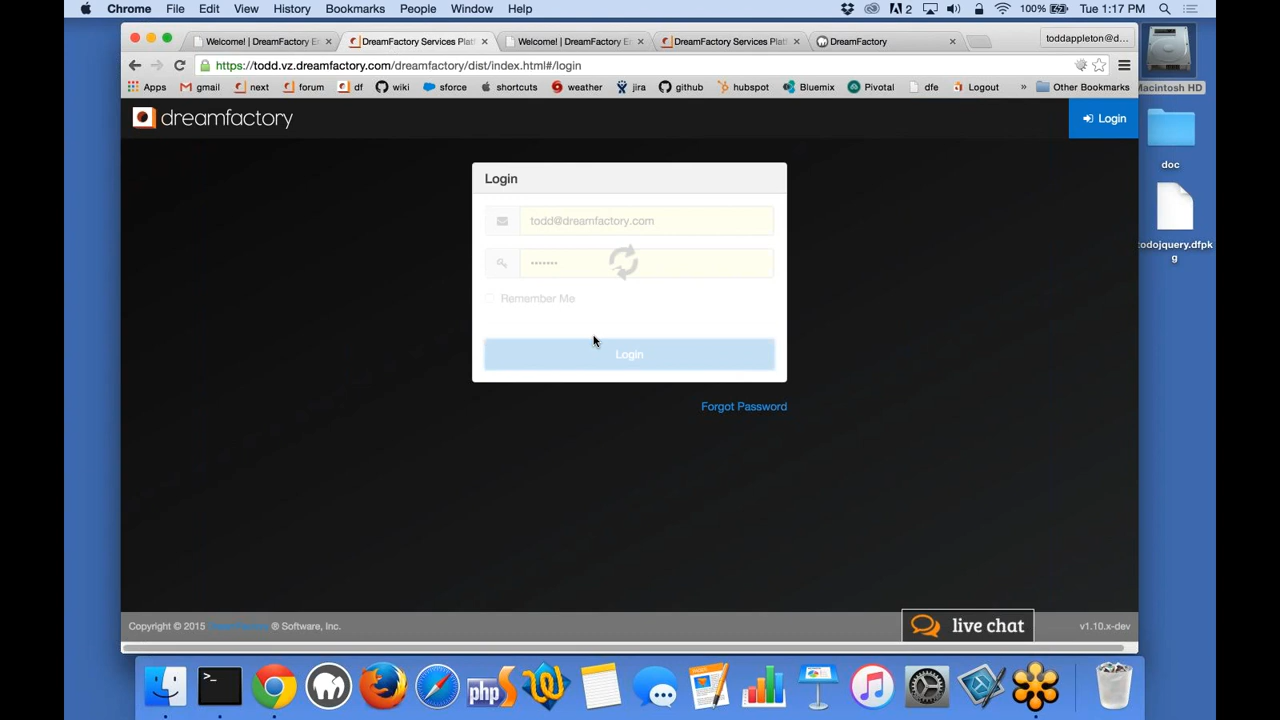 Chrome File Edit View History Bookmarks People Window Help
2 100% Tue 1:17 PM
Welcome! | DreamFactory E
DreamFactory Services Plat
Welcome! | DreamFactory E
DreamFactory Services Plat
DreamFactory
toddappleton@d...
https://todd.vz.dreamfactory.com/dreamfactory/dist/index.html#/login
Apps gmail next forum df wiki sforce shortcuts weather jira github hubspot Bluemix Pivotal dfe Logout » Other Bookmarks
Macintosh HD
dreamfactory
Login
doc
Login
todd@dreamfactory.com
todojquery.dfpk
g
Remember Me
Login
Forgot Password
Copyright © 2015
® Software, Inc.
live chat
v1.10.x-dev
>_
php